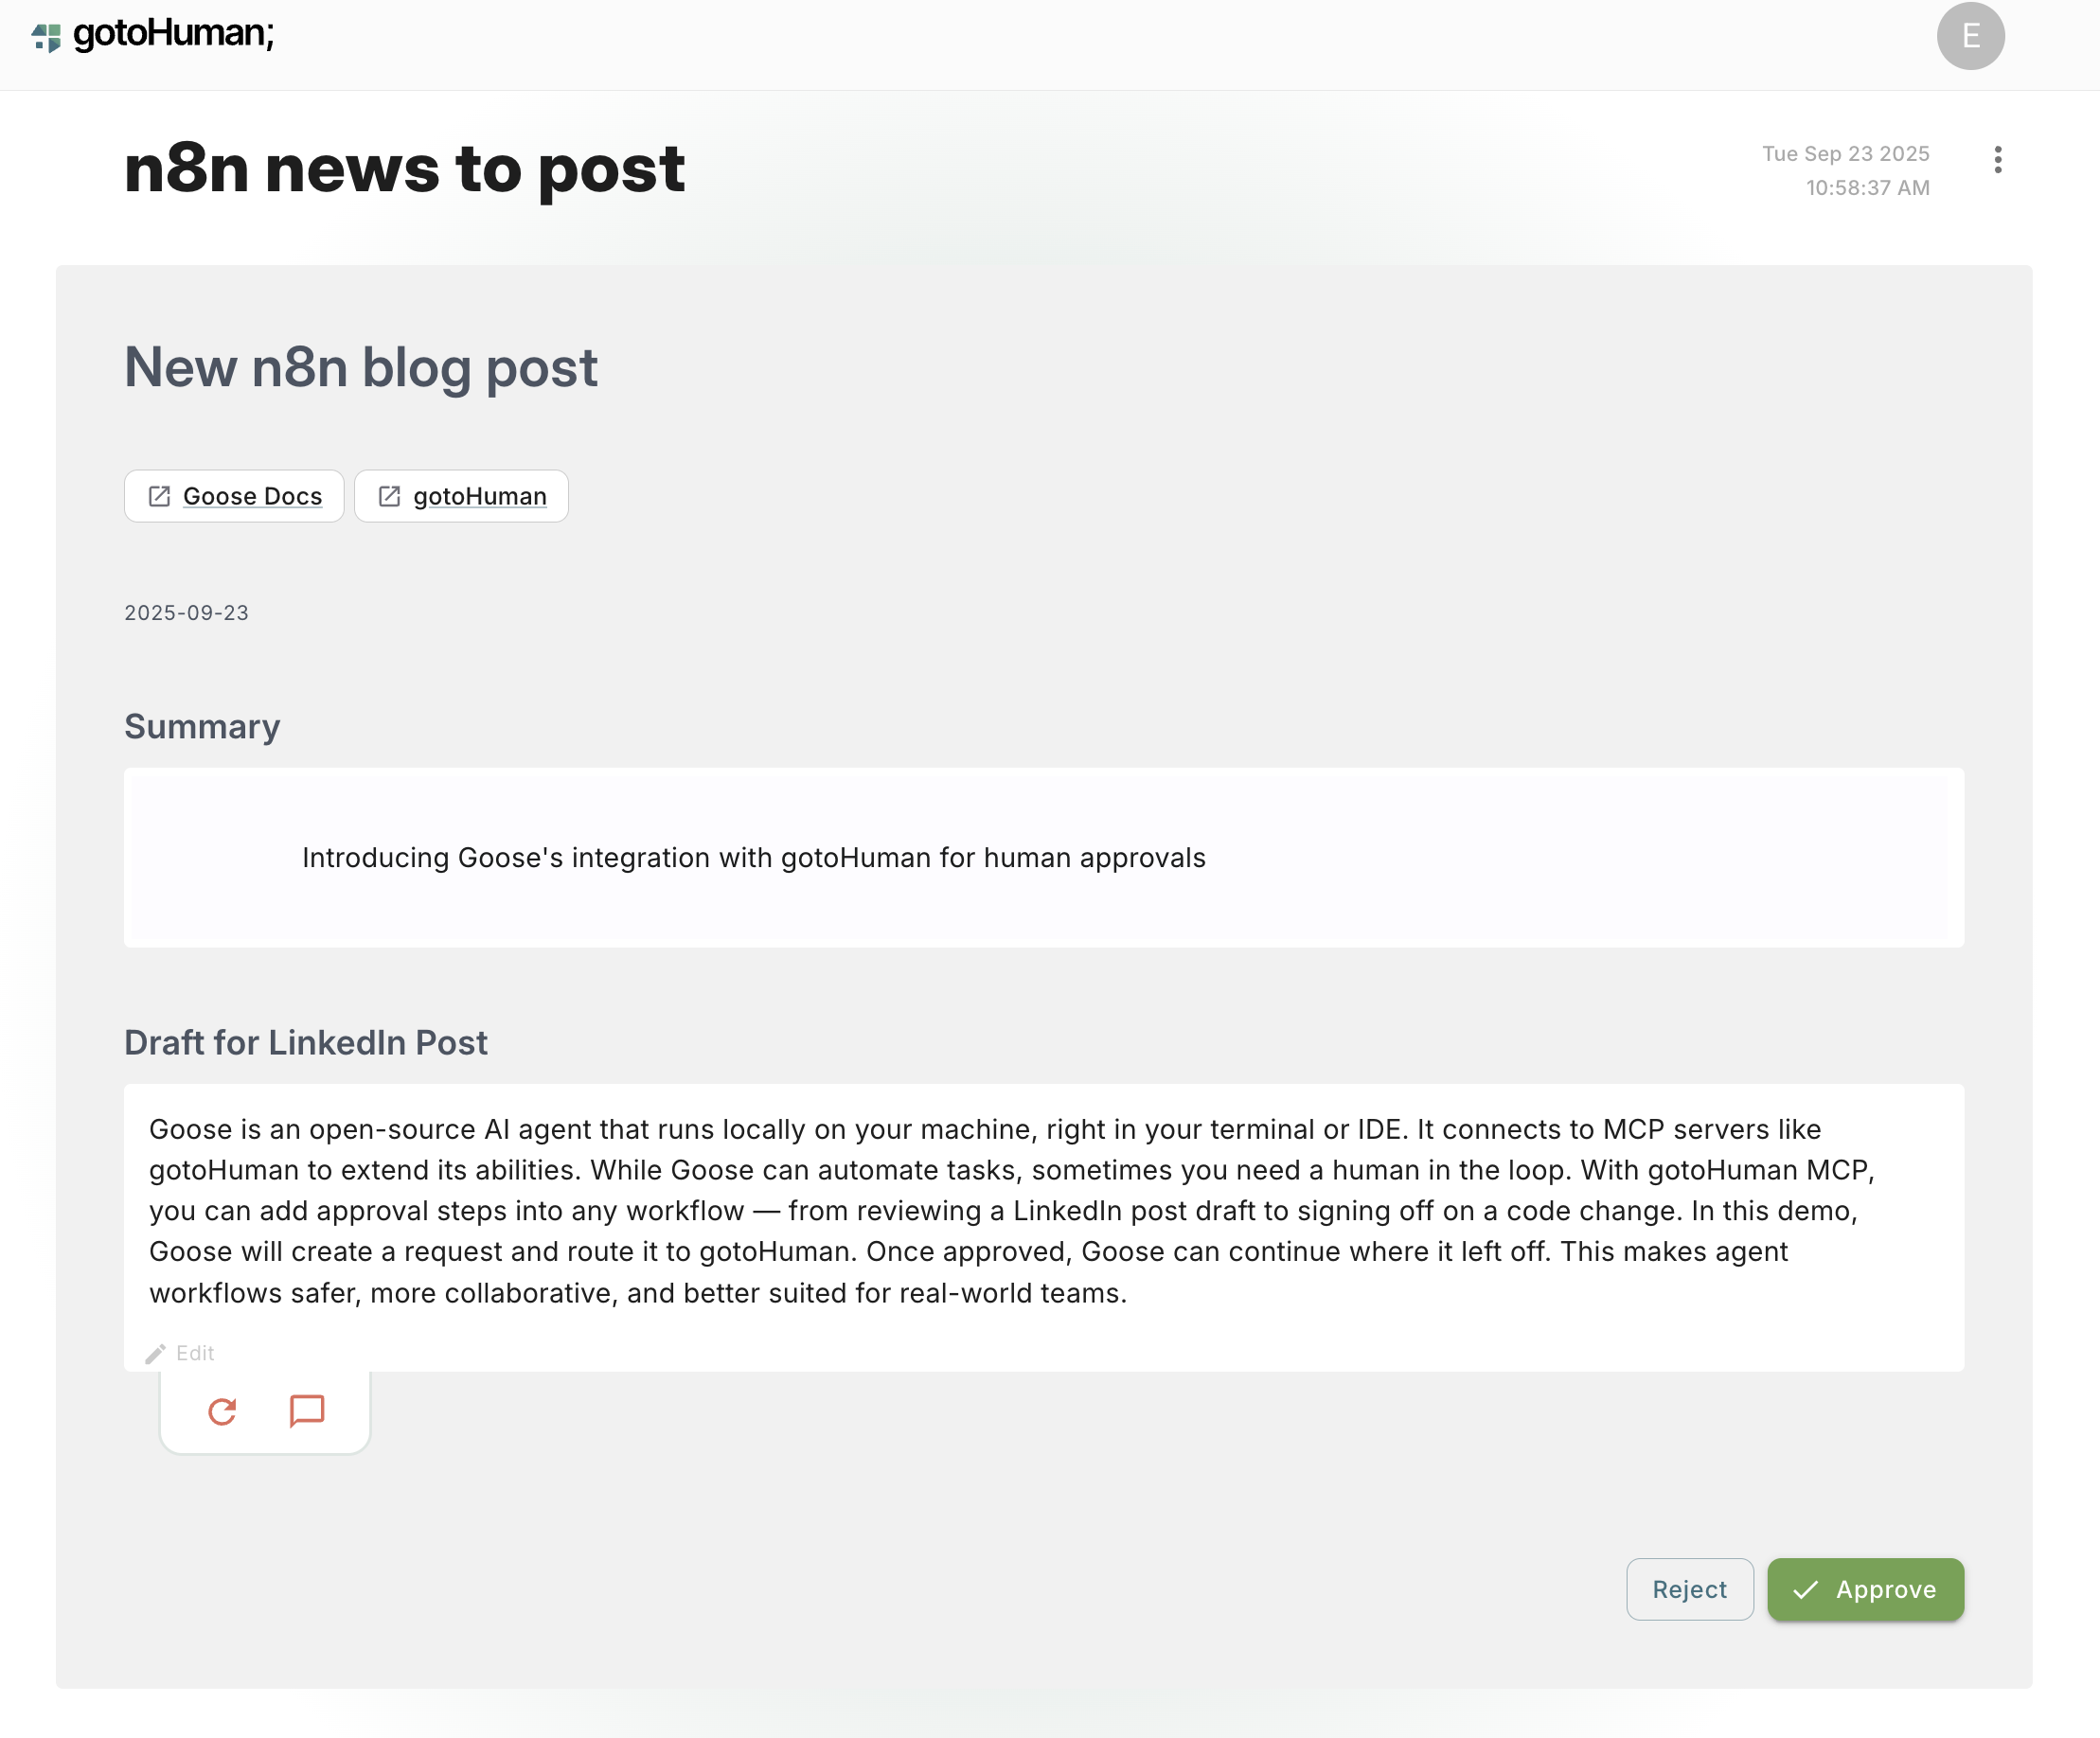 gotoHuman;
E
n8n news to post
Tue Sep 23 2025
10:58:37 AM
New n8n blog post
Goose Docs
gotoHuman
2025-09-23
Summary
Introducing Goose's integration with gotoHuman for human approvals
Draft for LinkedIn Post
Goose is an open-source AI agent that runs locally on your machine, right in your terminal or IDE. It connects to MCP servers like
gotoHuman to extend its abilities. While Goose can automate tasks, sometimes you need a human in the loop. With gotoHuman MCP,
you can add approval steps into any workflow — from reviewing a LinkedIn post draft to signing off on a code change. In this demo,
Goose will create a request and route it to gotoHuman. Once approved, Goose can continue where it left off. This makes agent
workflows safer, more collaborative, and better suited for real-world teams.
Edit
Reject
Approve